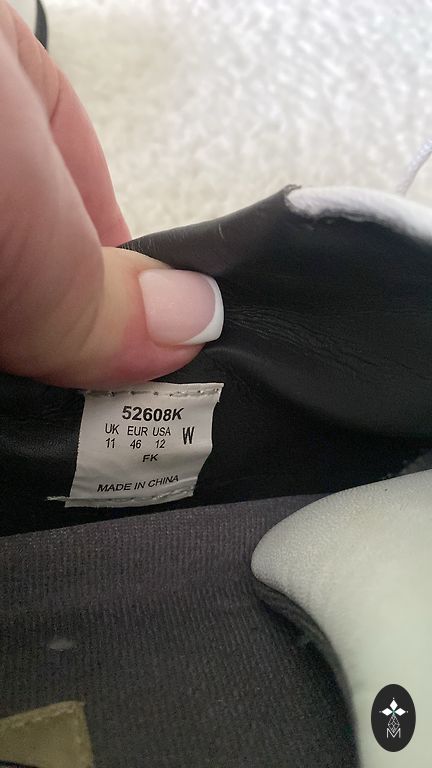 52608K
UK EUR USA W
11 46 12
FK
MADE IN CHINA
M